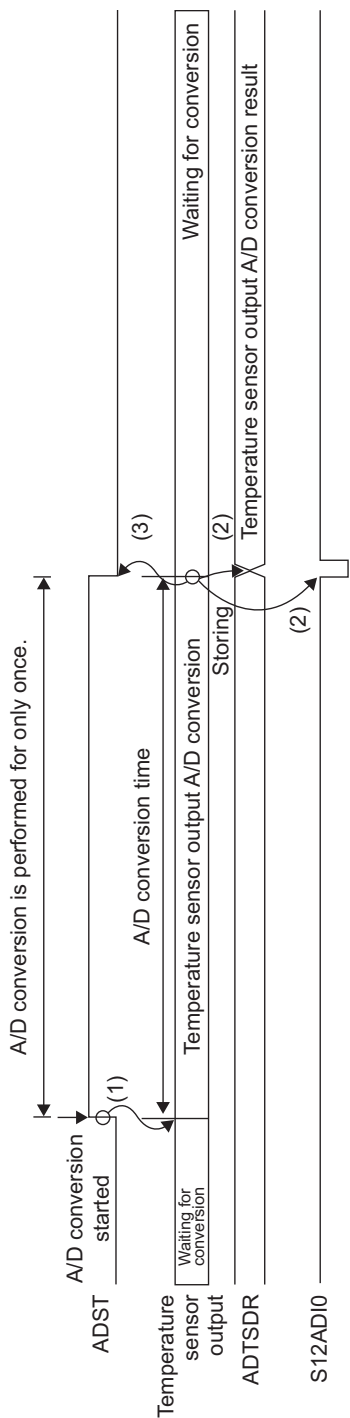 A/D conversion is performed for only once.
A/D conversion
started
ADST
(1)
A/D conversion time
(3)
Temperature
sensor
output
Waiting for
conversion
Temperature sensor output A/D conversion
Waiting for conversion
Storing
(2)
ADTSDR
Temperature sensor output A/D conversion result
(2)
S12ADI0